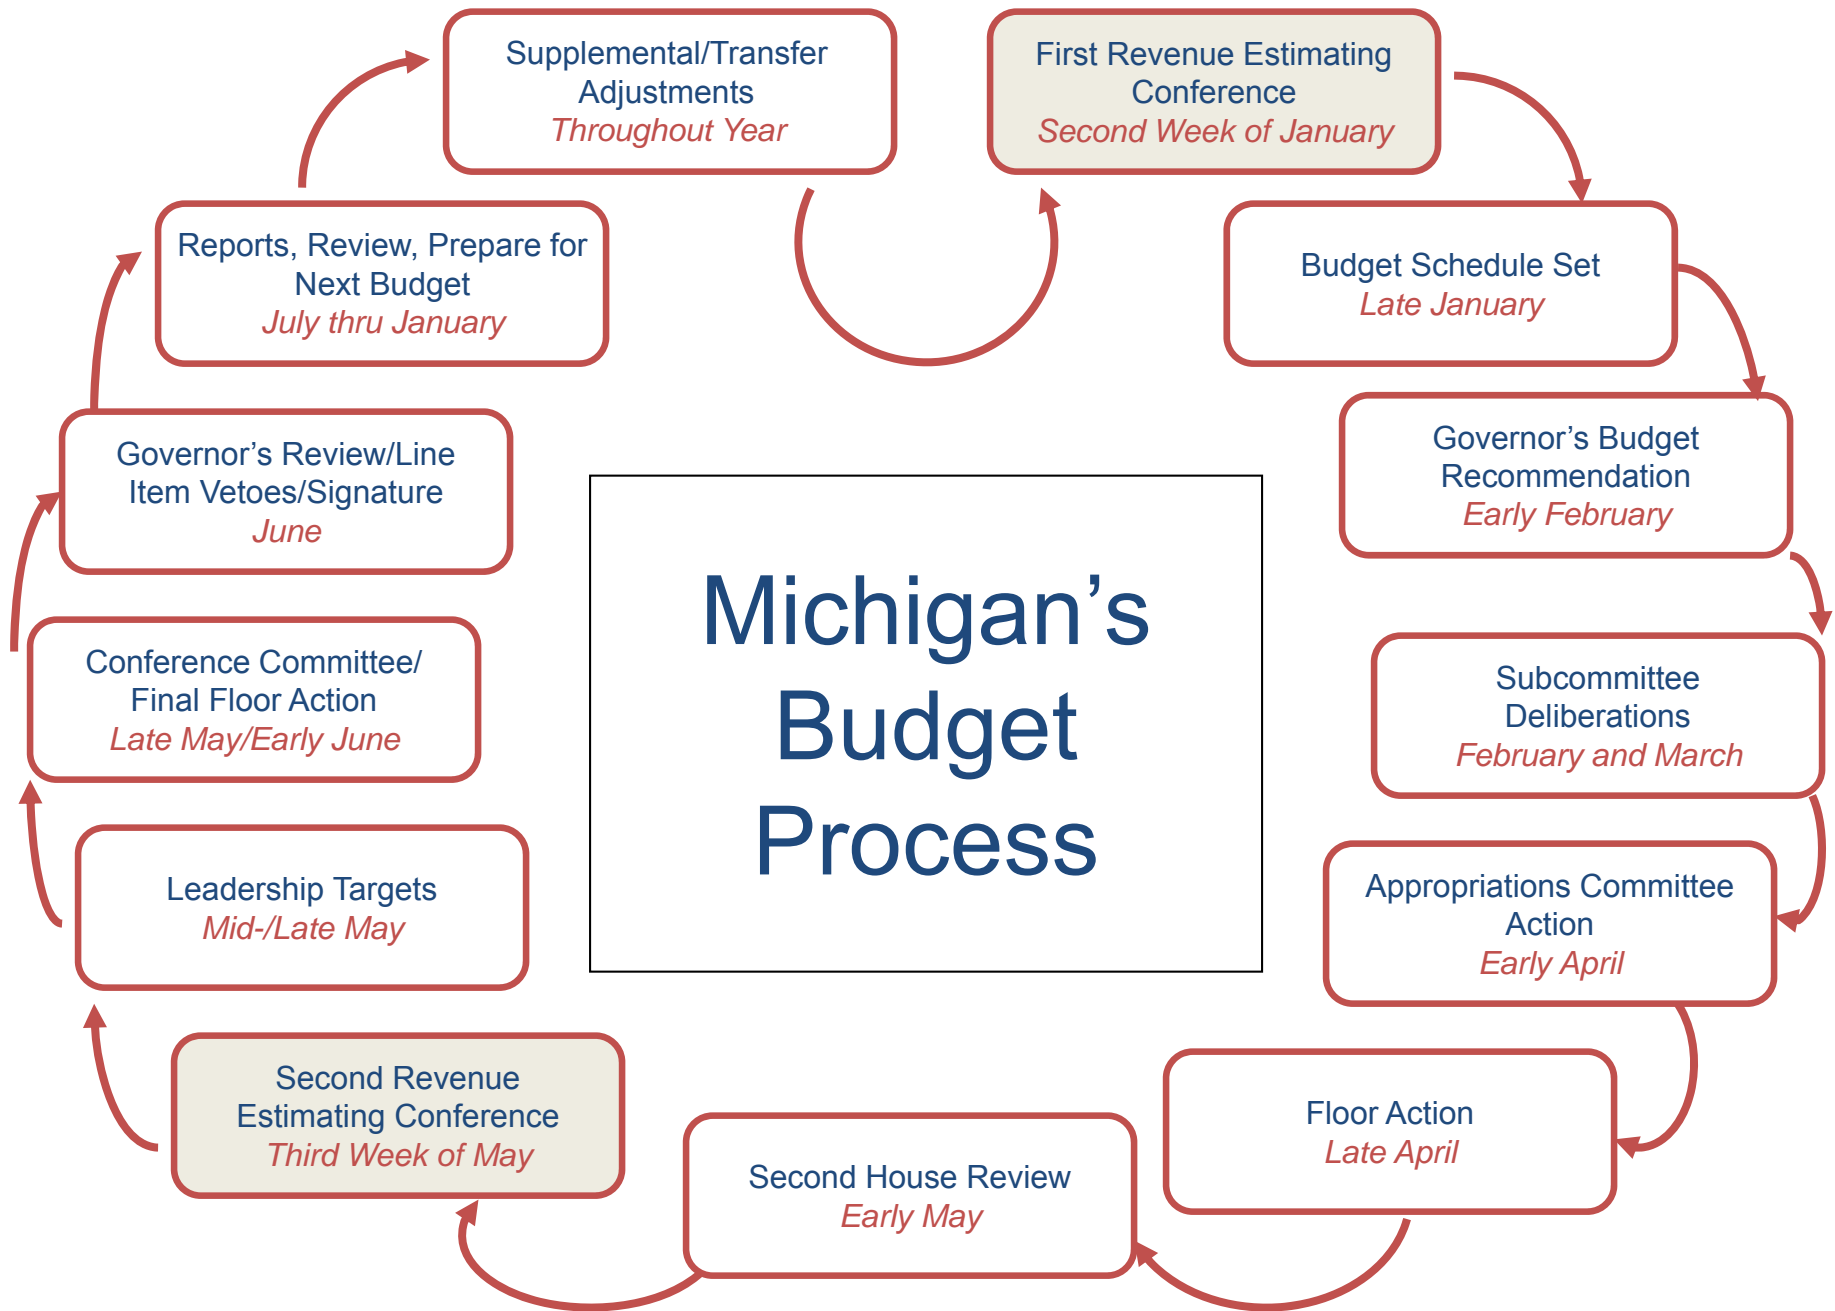 Supplemental/Transfer
Adjustments
Throughout Year
First Revenue Estimating
Conference
Second Week of January
Budget Schedule Set
Late January
Governor’s Budget
Recommendation
Early February
Subcommittee
Deliberations
February and March
Appropriations Committee
Action
Early April
Floor Action
Late April
Second House Review
Early May
Second Revenue
Estimating Conference
Third Week of May
Leadership Targets
Mid-/Late May
Conference Committee/
Final Floor Action
Late May/Early June
Governor’s Review/Line
Item Vetoes/Signature
June
Reports, Review, Prepare for
Next Budget
July thru January
Michigan’s
Budget
Process